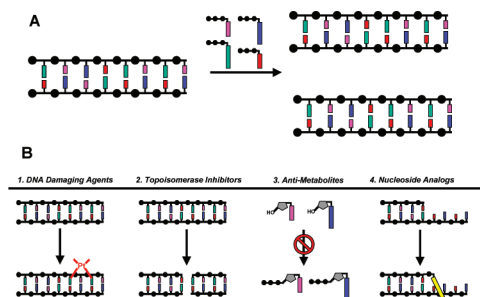 A
B
1. DNA Damaging Agents
2. Topoisomerase Inhibitors
3. Anti-Metabolites
4. Nucleoside Analogs
HO
HO
Pt